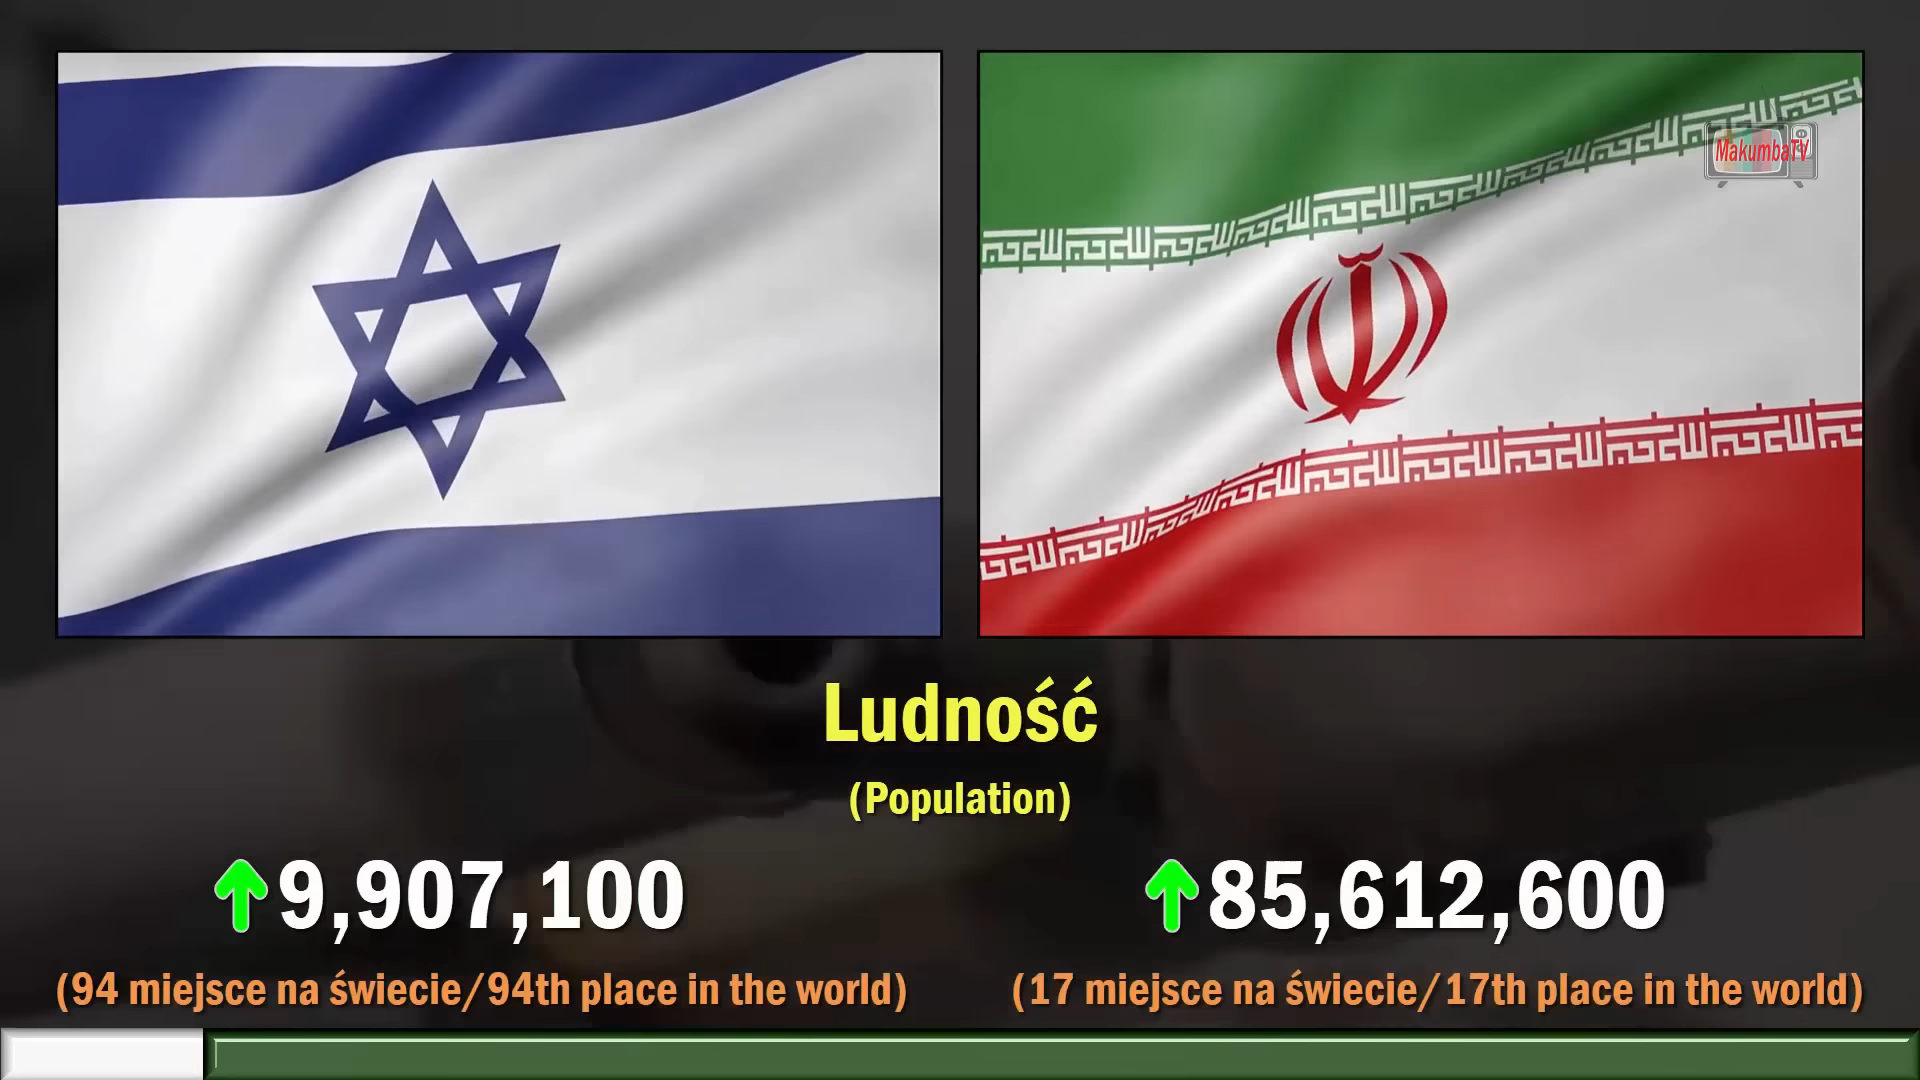 MakumbaTV
Ludność
(Population)
9,907,100
85,612,600
(94 miejsce na świecie/94th place in the world)
(17 miejsce na świecie/17th place in the world)